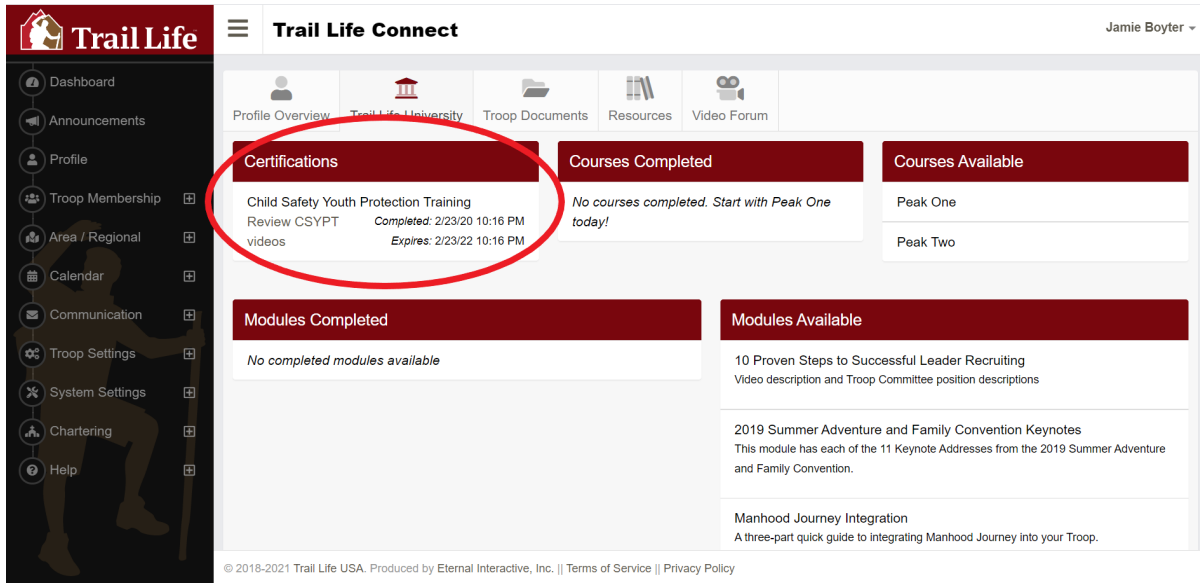 Trail Life
Trail Life Connect
Jamie Boyter
Dashboard
Announcements
Profile
Troop Membership
Area / Regional
Calendar
Communication
Troop Settings
System Settings
Chartering
Help
Profile Overview
Trail Life University
Troop Documents
Resources
Video Forum
Certifications
Child Safety Youth Protection Training
Review CSYPT Completed: 2/23/20 10:16 PM
videos Expires: 2/23/22 10:16 PM
Courses Completed
No courses completed. Start with Peak One
today!
Courses Available
Peak One
Peak Two
Modules Completed
No completed modules available
Modules Available
10 Proven Steps to Successful Leader Recruiting
Video description and Troop Committee position descriptions
2019 Summer Adventure and Family Convention Keynotes
This module has each of the 11 Keynote Addresses from the 2019 Summer Adventure
and Family Convention.
Manhood Journey Integration
A three-part quick guide to integrating Manhood Journey into your Troop.
© 2018-2021 Trail Life USA. Produced by Eternal Interactive, Inc. || Terms of Service || Privacy Policy